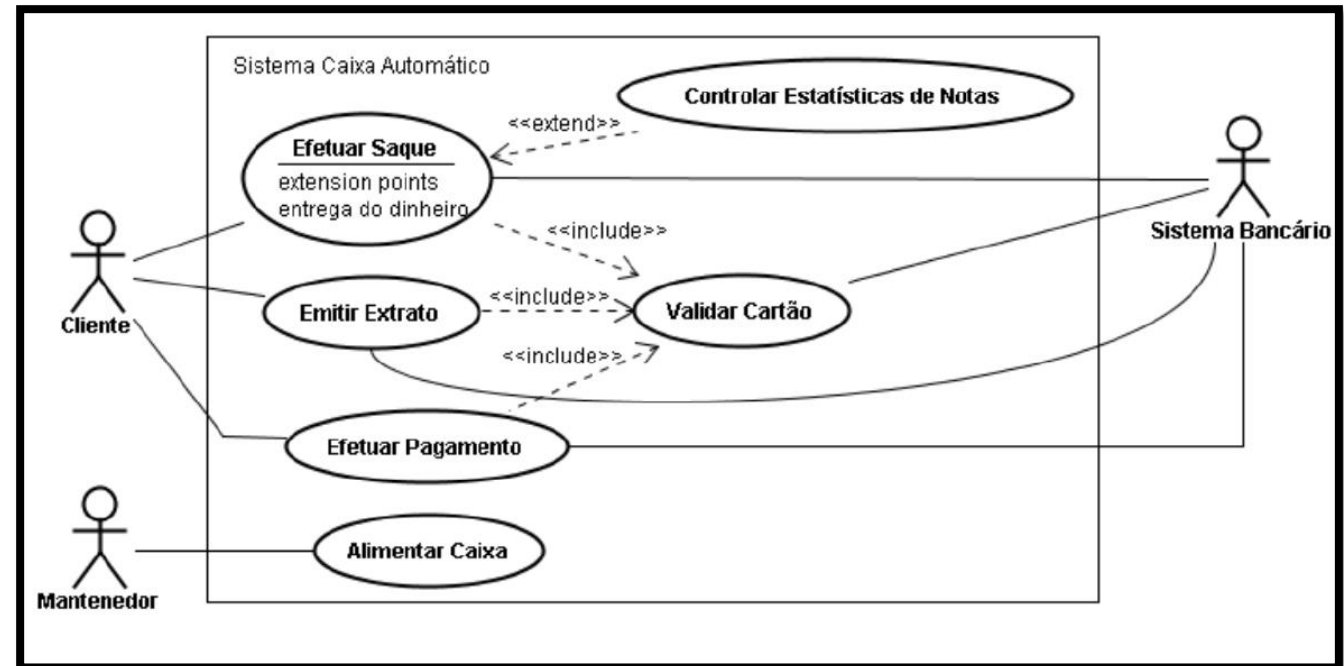 Sistema Caixa Automático
Controlar Estatísticas de Notas
<<extend>>
Efetuar Saque
extension points
entrega do dinheiro
<<include>>
Sistema Bancário
Cliente
Emitir Extrato
<<include>>
Validar Cartão
<<include>>
Efetuar Pagamento
Alimentar Caixa
Mantenedor